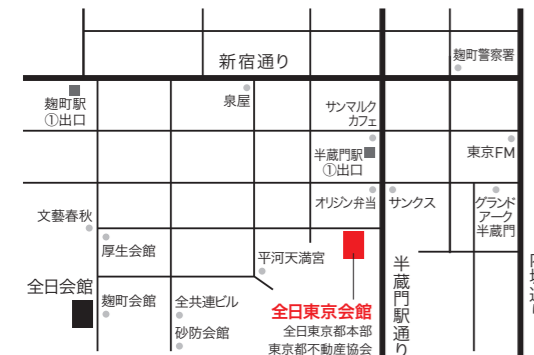 新宿通り
麹町警察署
麹町駅
①出口
泉屋
サンマルク
カフェ
半蔵門駅
①出口
東京FM
オリジン弁当
サンクス
グランド
アーク
半蔵門
文藝春秋
厚生会館
平河天満宮
半蔵門駅通り
全日会館
麹町会館
全共連ビル
砂防会館
全日東京会館
全日東京都本部
東京都不動産協会